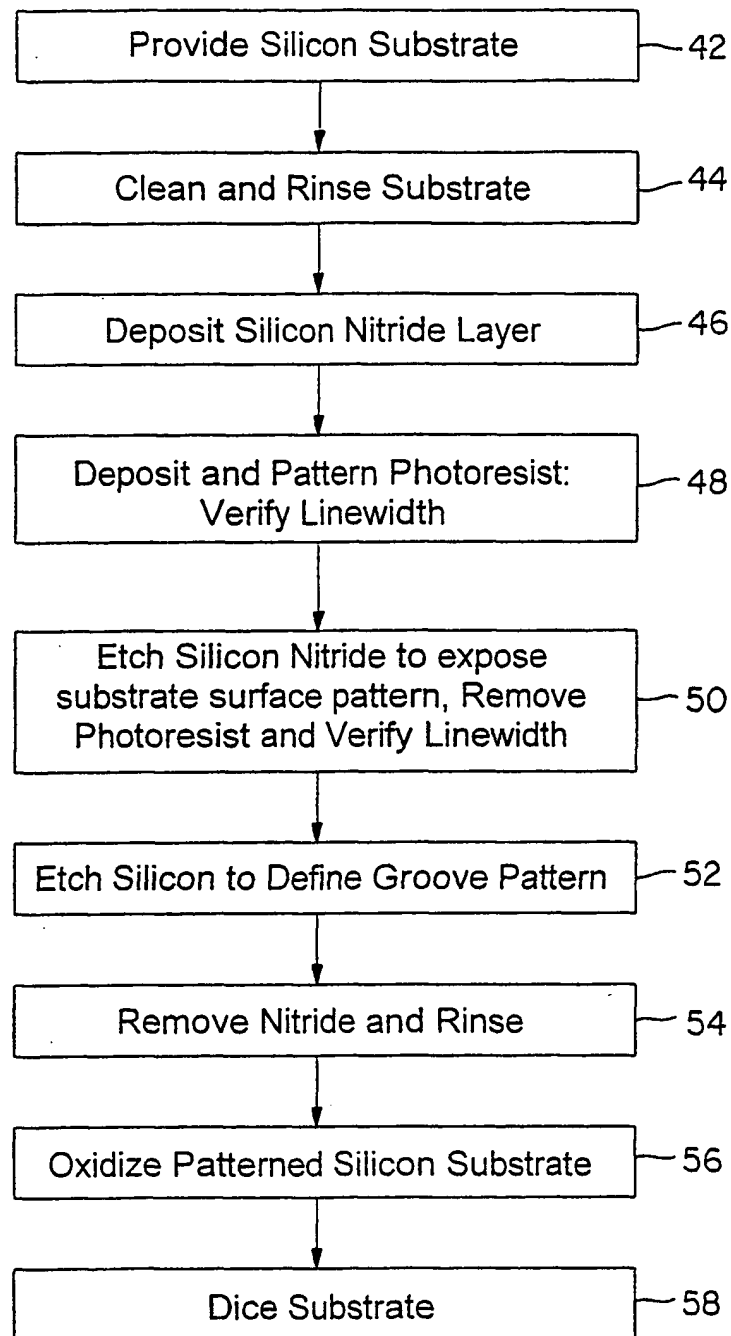 Provide Silicon Substrate
42
Clean and Rinse Substrate
44
Deposit Silicon Nitride Layer
46
Deposit and Pattern Photoresist:
Verify Linewidth
48
Etch Silicon Nitride to expose
substrate surface pattern, Remove
Photoresist and Verify Linewidth
50
Etch Silicon to Define Groove Pattern
52
Remove Nitride and Rinse
54
Oxidize Patterned Silicon Substrate
56
Dice Substrate
58